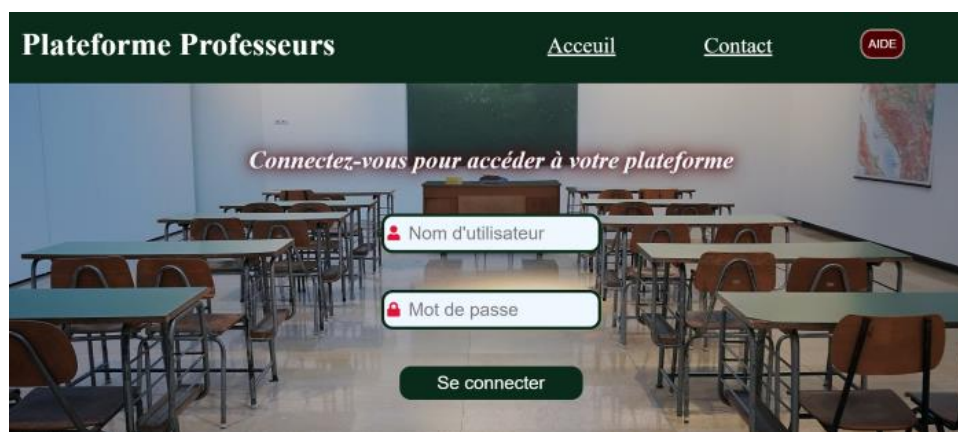 Plateforme Professeurs Acceuil Contact AIDE
Connectez-vous pour accéder à votre plateforme
Nom d'utilisateur
Mot de passe
Se connecter